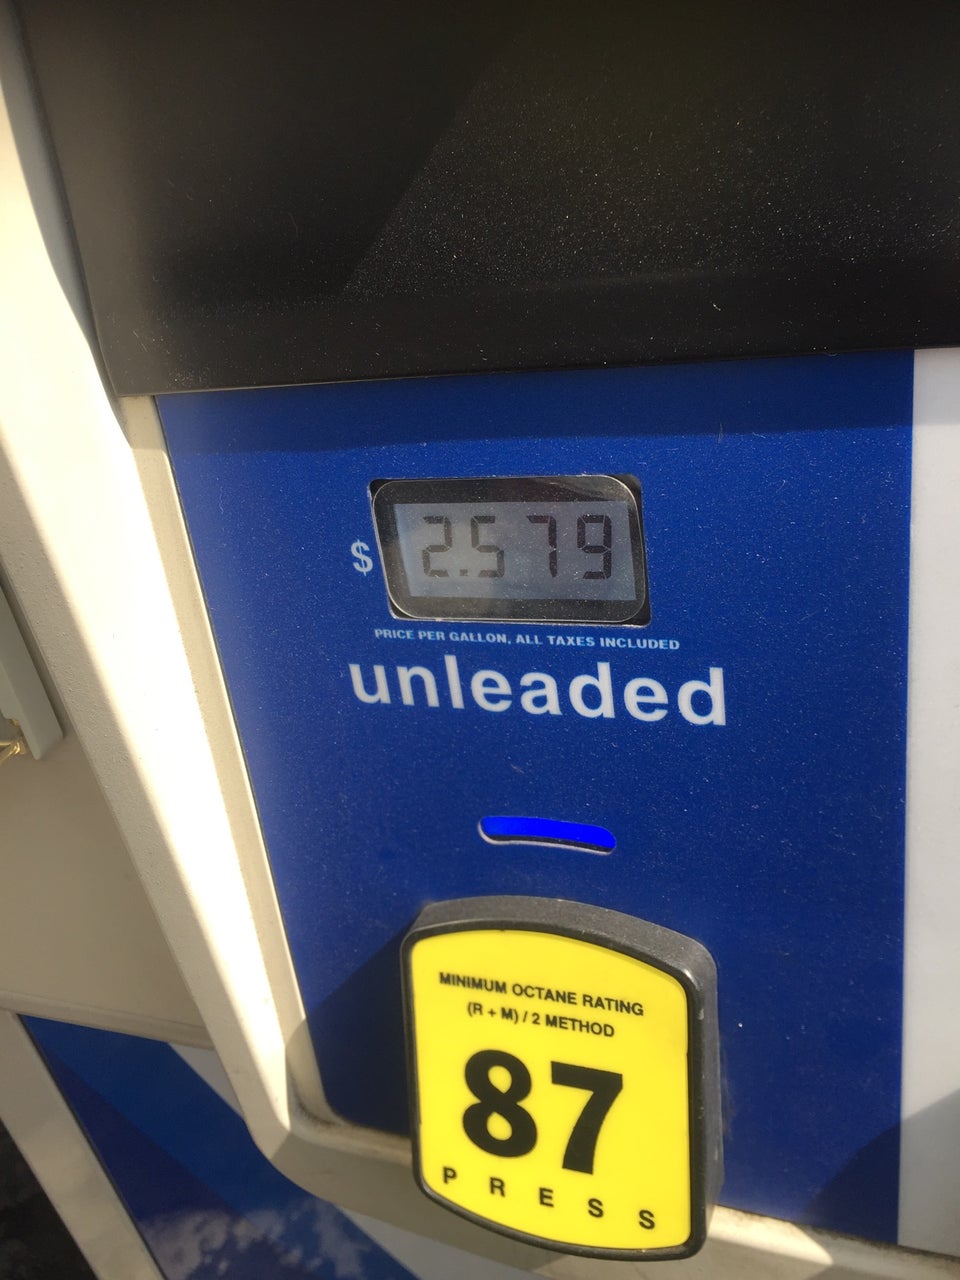 $ 2.579
PRICE PER GALLON, ALL TAXES INCLUDED
unleaded
MINIMUM OCTANE RATING
(R + M) / 2 METHOD
87
PRESS